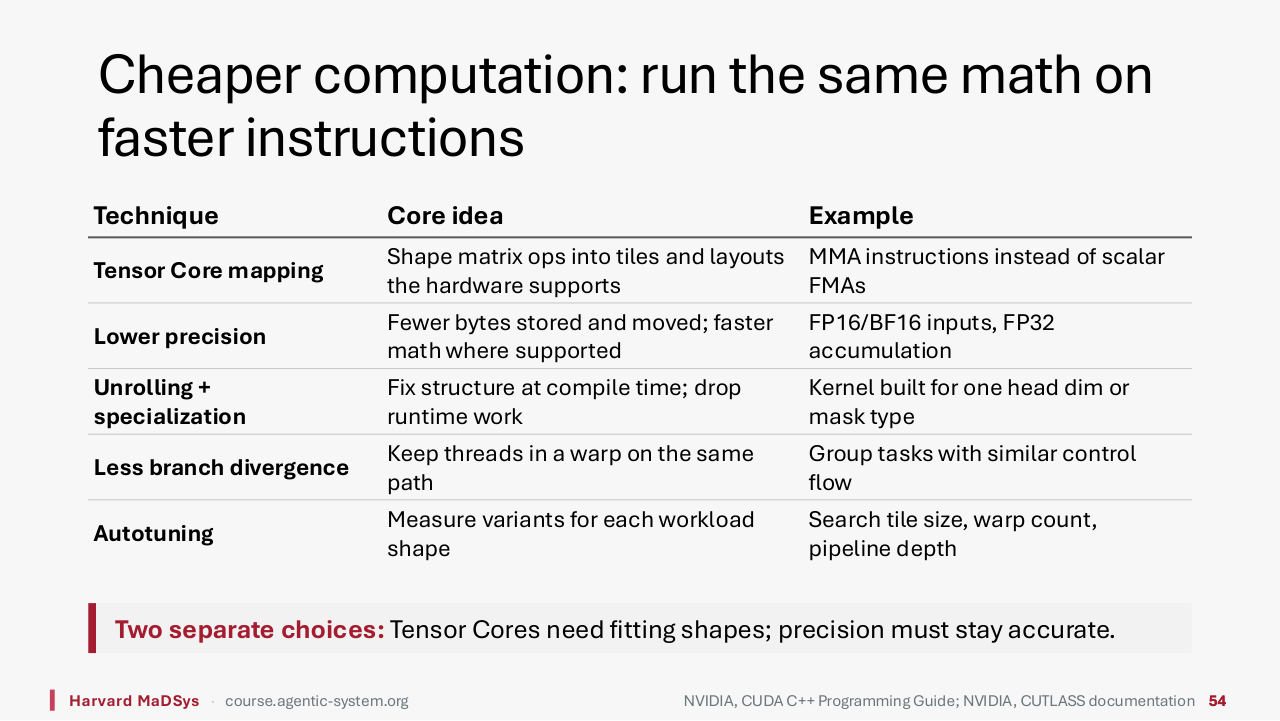 Cheaper computation: run the same math on
faster instructions
Technique
Core idea
Example
Tensor Core mapping
Shape matrix ops into tiles and layouts
the hardware supports
MMA instructions instead of scalar
FMAs
Lower precision
Fewer bytes stored and moved; faster
math where supported
FP16/BF16 inputs, FP32
accumulation
Unrolling +
specialization
Fix structure at compile time; drop
runtime work
Kernel built for one head dim or
mask type
Less branch divergence
Keep threads in a warp on the same
path
Group tasks with similar control
flow
Autotuning
Measure variants for each workload
shape
Search tile size, warp count,
pipeline depth
Two separate choices: Tensor Cores need fitting shapes; precision must stay accurate.
Harvard MaDSys · course.agentic-system.org
NVIDIA, CUDA C++ Programming Guide; NVIDIA, CUTLASS documentation 54